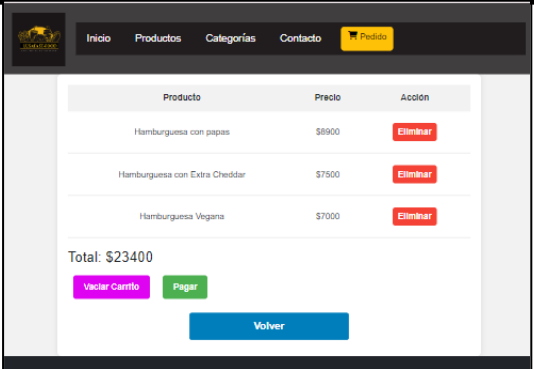 Inicio Productos Categorías Contacto Pedido
Producto Precio Acción
Hamburguesa con papas $8900 Eliminar
Hamburguesa con Extra Cheddar $7500 Eliminar
Hamburguesa Vegana $7000 Eliminar
Total: $23400
Vaciar Carrito Pagar
Volver